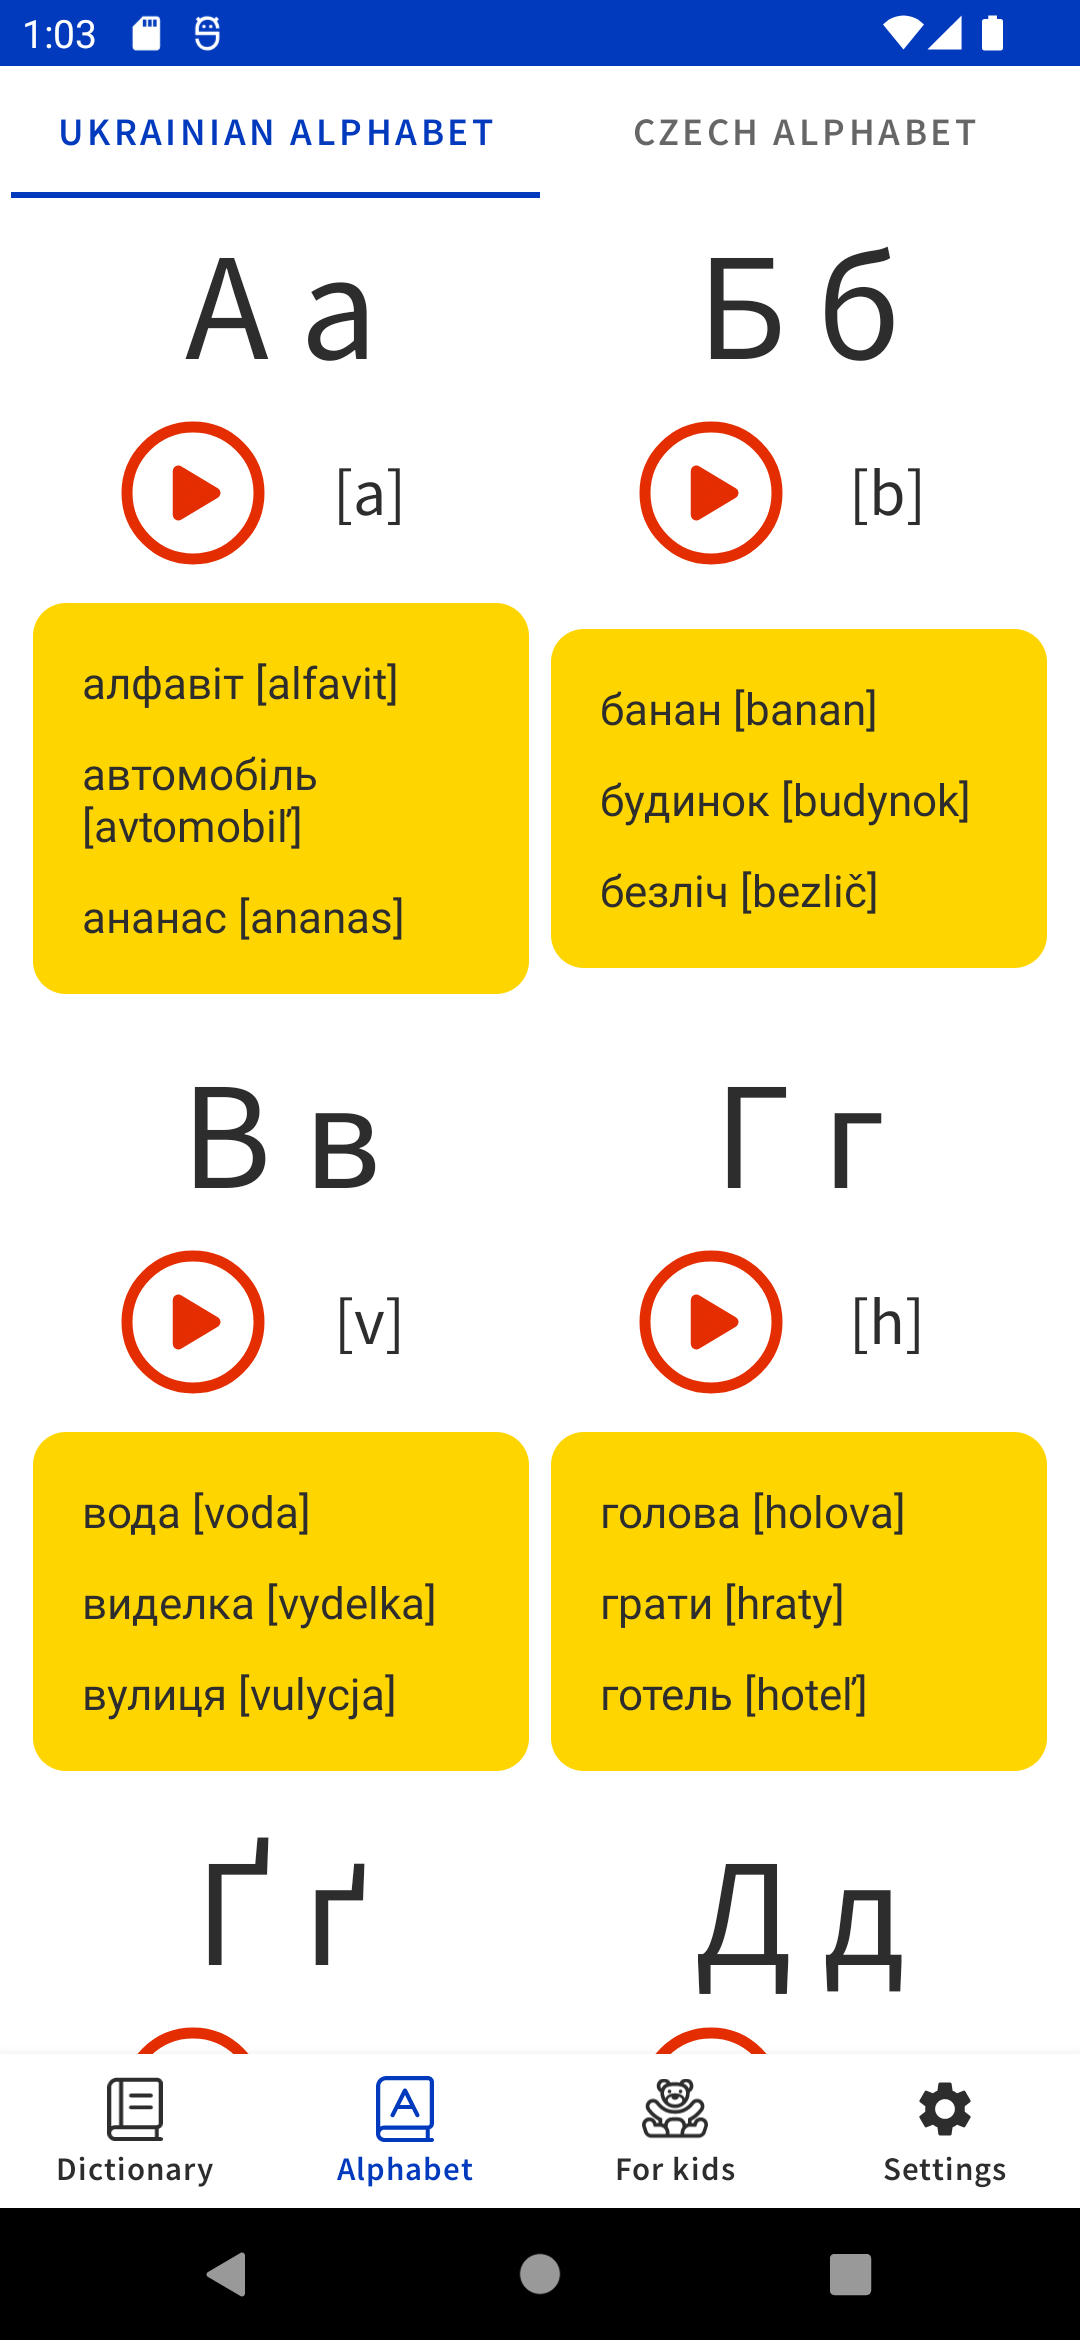 1:03
UKRAINIAN ALPHABET
CZECH ALPHABET
А а
Б б
[a]
[b]
алфавіт [alfavit]
автомобіль
[avtomobiľ]
ананас [ananas]
банан [banan]
будинок [budynok]
безліч [bezlič]
В в
Г г
[v]
[h]
вода [voda]
виделка [vydelka]
вулиця [vulycja]
голова [holova]
грати [hraty]
готель [hoteľ]
Ґ ґ
Д д
Dictionary
Alphabet
For kids
Settings